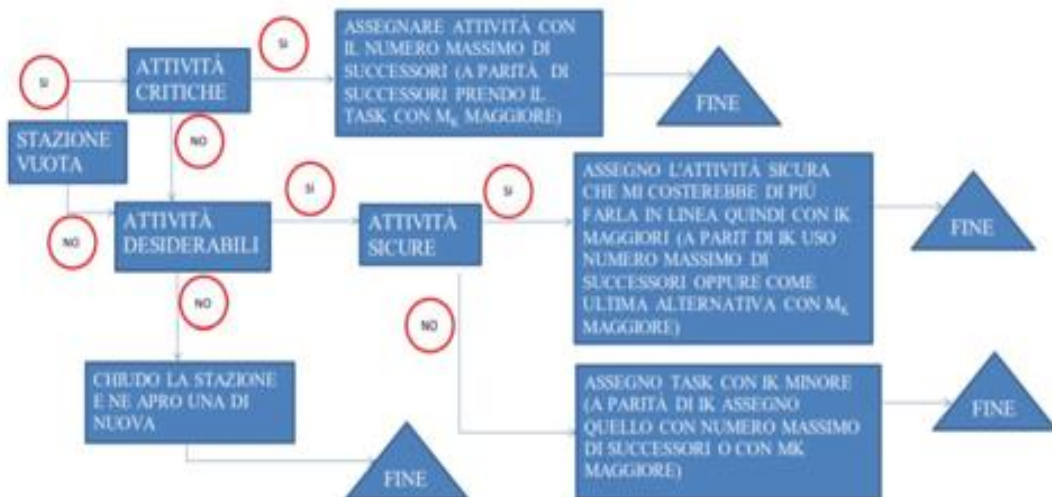 SI
ATTIVITÀ
CRITICHE
SI
ASSEGNARE ATTIVITÀ CON
IL NUMERO MASSIMO DI
SUCCESSORI (A PARITÀ DI
SUCCESSORI PRENDO IL
TASK CON MK MAGGIORE)
FINE
STAZIONE
VUOTA
NO
NO
ATTIVITÀ
DESIDERABILI
SI
ATTIVITÀ
SICURE
SI
ASSEGNO L'ATTIVITÀ SICURA
CHE MI COSTEREBBE DI PIÙ
FARLA IN LINEA QUINDI CON IK
MAGGIORI (A PARIT DI IK USO
NUMERO MASSIMO DI
SUCCESSORI OPPURE COME
ULTIMA ALTERNATIVA CON MK
MAGGIORE)
FINE
NO
NO
CHIUDO LA STAZIONE
E NE APRO UNA DI
NUOVA
FINE
ASSEGNO TASK CON IK MINORE
(A PARITÀ DI IK ASSEGNO
QUELLO CON NUMERO MASSIMO
DI SUCCESSORI O CON MK
MAGGIORE)
FINE